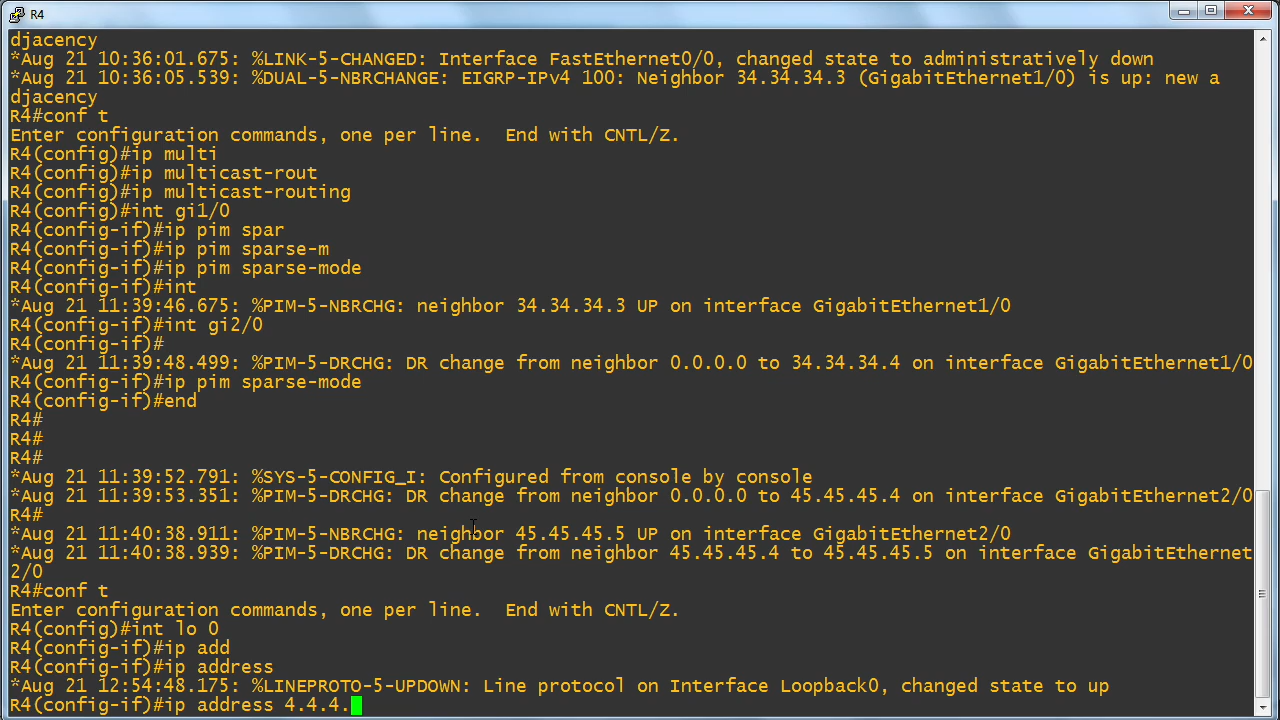 R4
djacency
*Aug 21 10:36:01.675: %LINK-5-CHANGED: Interface FastEthernet0/0, changed state to administratively down
*Aug 21 10:36:05.539: %DUAL-5-NBRCHANGE: EIGRP-IPv4 100: Neighbor 34.34.34.3 (GigabitEthernet1/0) is up: new a
djacency
R4#conf t
Enter configuration commands, one per line.  End with CNTL/Z.
R4(config)#ip multi
R4(config)#ip multicast-rout
R4(config)#ip multicast-routing
R4(config)#int gi1/0
R4(config-if)#ip pim spar
R4(config-if)#ip pim sparse-m
R4(config-if)#ip pim sparse-mode
R4(config-if)#int
*Aug 21 11:39:46.675: %PIM-5-NBRCHG: neighbor 34.34.34.3 UP on interface GigabitEthernet1/0
R4(config-if)#int gi2/0
R4(config-if)#
*Aug 21 11:39:48.499: %PIM-5-DRCHG: DR change from neighbor 0.0.0.0 to 34.34.34.4 on interface GigabitEthernet1/0
R4(config-if)#ip pim sparse-mode
R4(config-if)#end
R4#
R4#
R4#
*Aug 21 11:39:52.791: %SYS-5-CONFIG_I: Configured from console by console
*Aug 21 11:39:53.351: %PIM-5-DRCHG: DR change from neighbor 0.0.0.0 to 45.45.45.4 on interface GigabitEthernet2/0
R4#
*Aug 21 11:40:38.911: %PIM-5-NBRCHG: neighbor 45.45.45.5 UP on interface GigabitEthernet2/0
*Aug 21 11:40:38.939: %PIM-5-DRCHG: DR change from neighbor 45.45.45.4 to 45.45.45.5 on interface GigabitEthernet
2/0
R4#conf t
Enter configuration commands, one per line.  End with CNTL/Z.
R4(config)#int lo 0
R4(config-if)#ip add
R4(config-if)#ip address
*Aug 21 12:54:48.175: %LINEPROTO-5-UPDOWN: Line protocol on Interface Loopback0, changed state to up
R4(config-if)#ip address 4.4.4.